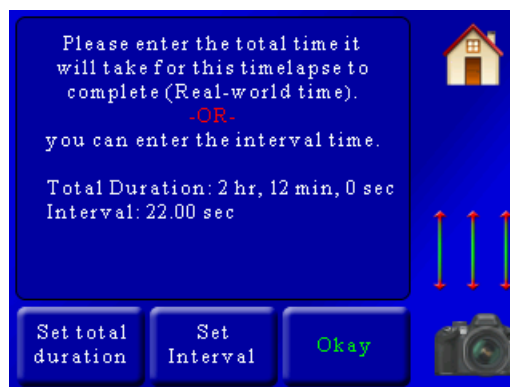 Please enter the total time it
will take for this timelapse to
complete (Real-world time).
-OR-
you can enter the interval time.
Total Duration: 2 hr, 12 min, 0 sec
Interval: 22.00 sec
Set total
duration
Set
Interval
Okay